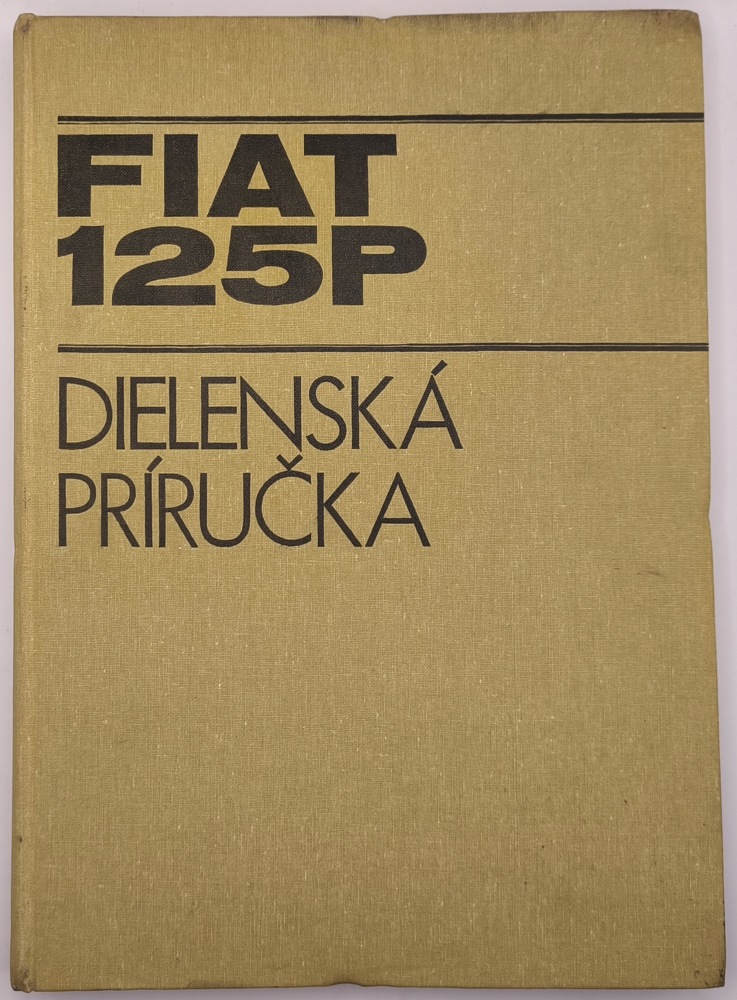 FIAT
125P
DIELENSKÁ
PRÍRUČKA